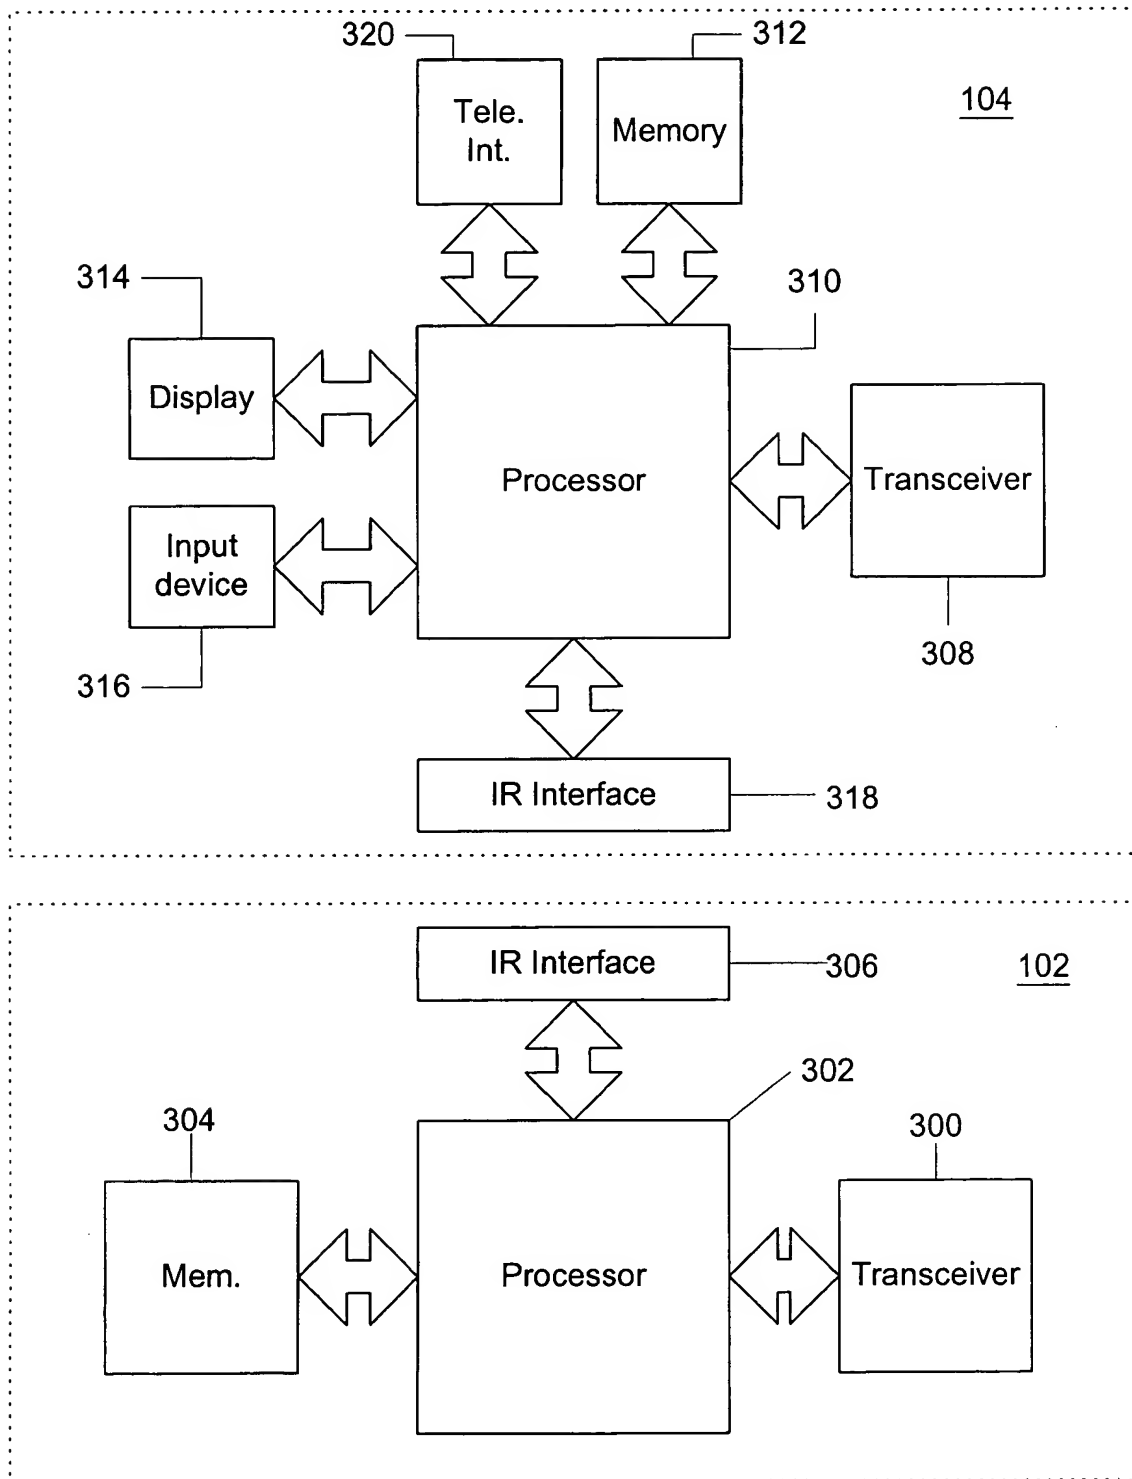 320
312
104
Tele.
Int.
Memory
314
310
Display
Processor
Transceiver
Input
device
308
316
IR Interface
318
IR Interface
306
102
302
304
300
Mem.
Processor
Transceiver